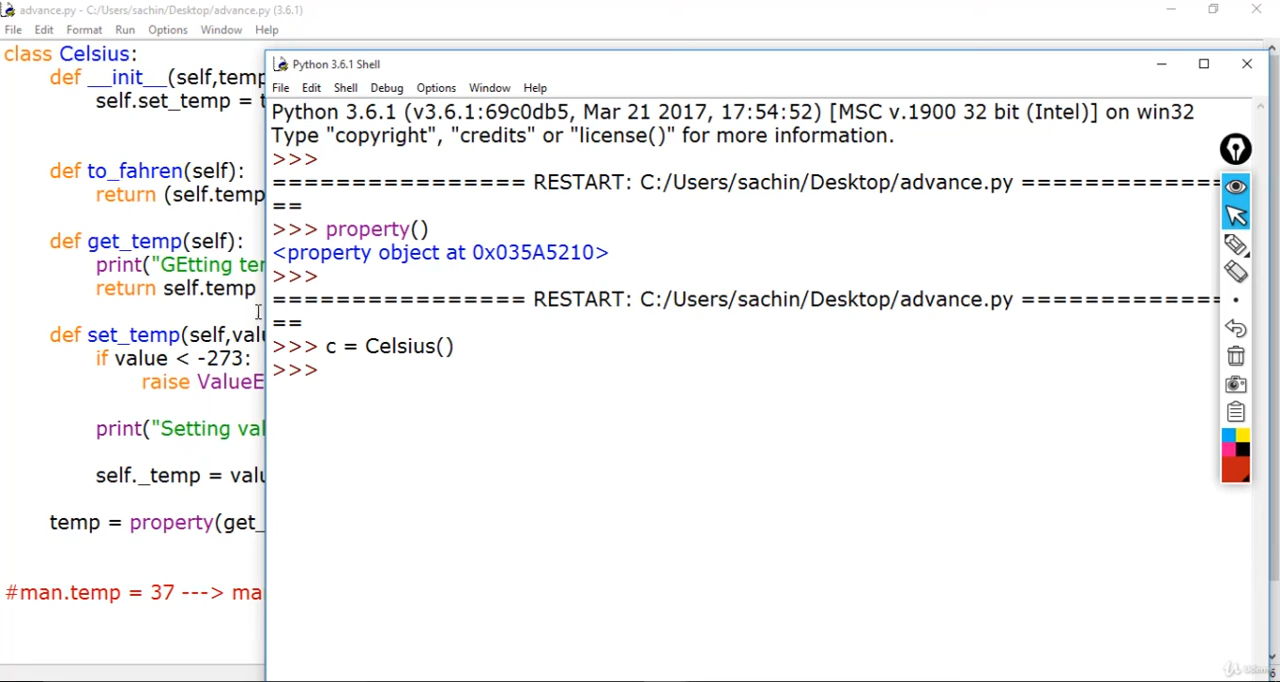 advance.py - C:/Users/sachin/Desktop/advance.py (3.6.1)
File Edit Format Run Options Window Help
class Celsius:
def __init__(self,temp
self.set_temp = t
def to_fahren(self):
return (self.temp
def get_temp(self):
print("GEtting ter
return self.temp
def set_temp(self,valu
if value < -273:
raise ValueE
print("Setting val
self._temp = valu
temp = property(get_
#man.temp = 37 ---> ma
Python 3.6.1 Shell
File Edit Shell Debug Options Window Help
Python 3.6.1 (v3.6.1:69c0db5, Mar 21 2017, 17:54:52) [MSC v.1900 32 bit (Intel)] on win32
Type "copyright", "credits" or "license()" for more information.
>>>
================ RESTART: C:/Users/sachin/Desktop/advance.py ==============
==
>>> property()
<property object at 0x035A5210>
>>>
================ RESTART: C:/Users/sachin/Desktop/advance.py ==============
==
>>> c = Celsius()
>>>